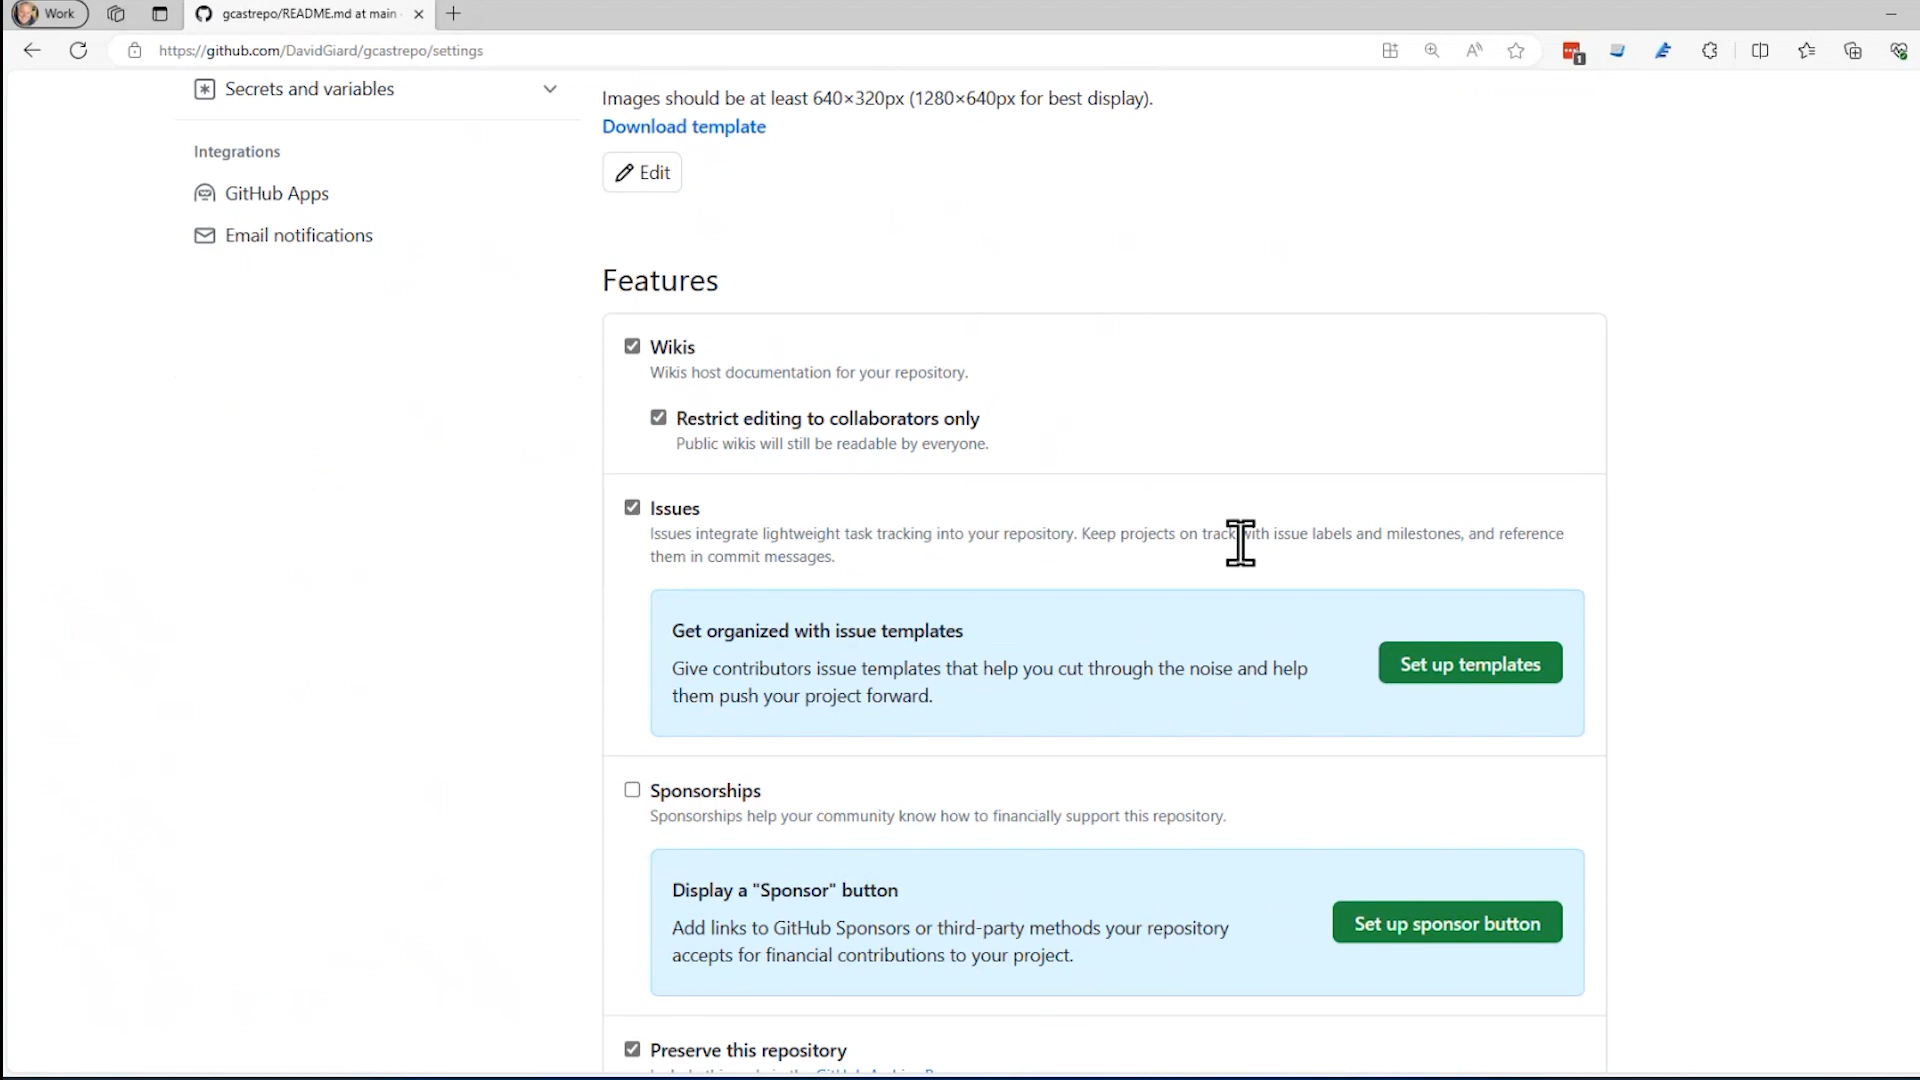 Work
gcastrepo/README.md at main
https://github.com/DavidGiard/gcastrepo/settings
1
Secrets and variables
Integrations
GitHub Apps
Email notifications
Images should be at least 640×320px (1280×640px for best display).
Download template
Edit
Features
Wikis
Wikis host documentation for your repository.
Restrict editing to collaborators only
Public wikis will still be readable by everyone.
Issues
Issues integrate lightweight task tracking into your repository. Keep projects on track with issue labels and milestones, and reference
them in commit messages.
Get organized with issue templates
Give contributors issue templates that help you cut through the noise and help
them push your project forward.
Set up templates
Sponsorships
Sponsorships help your community know how to financially support this repository.
Display a "Sponsor" button
Add links to GitHub Sponsors or third-party methods your repository
accepts for financial contributions to your project.
Set up sponsor button
Preserve this repository